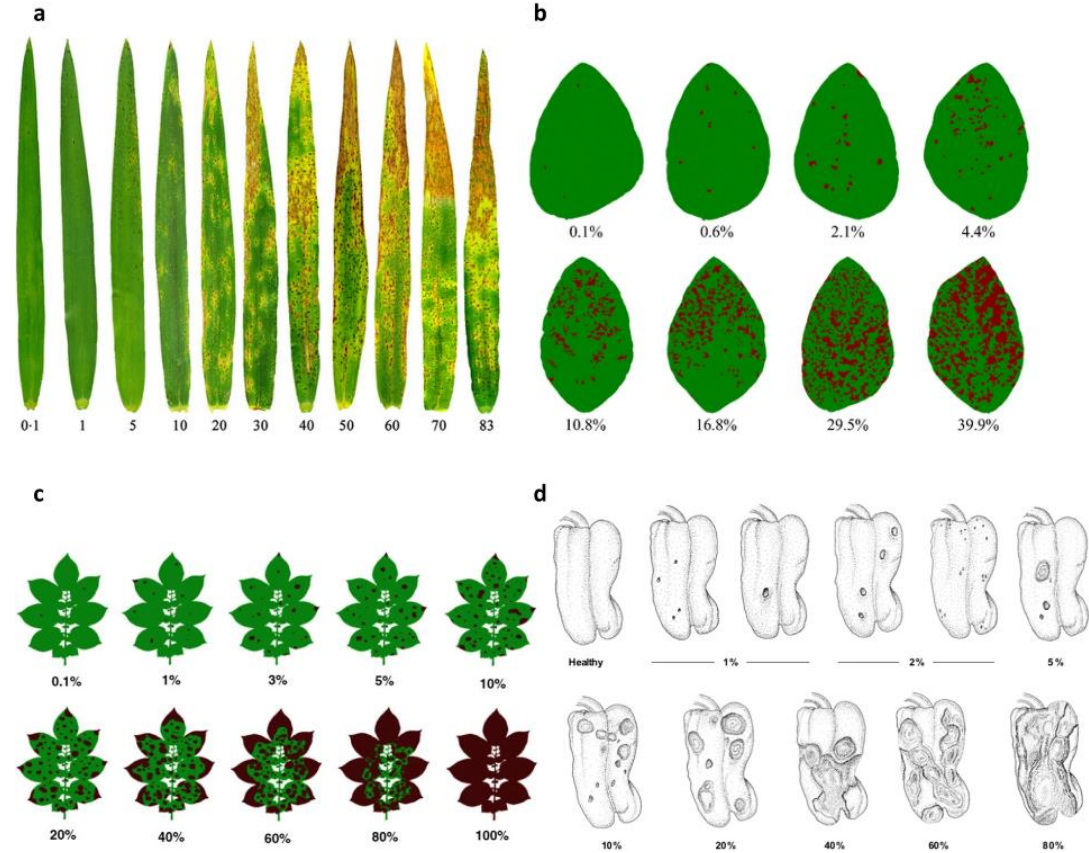 a
0·1 1 5 10 20 30 40 50 60 70 83
b
0.1% 0.6% 2.1% 4.4%
10.8% 16.8% 29.5% 39.9%
c
0.1% 1% 3% 5% 10%
20% 40% 60% 80% 100%
d
Healthy 1% 2% 5%
10% 20% 40% 60% 80%